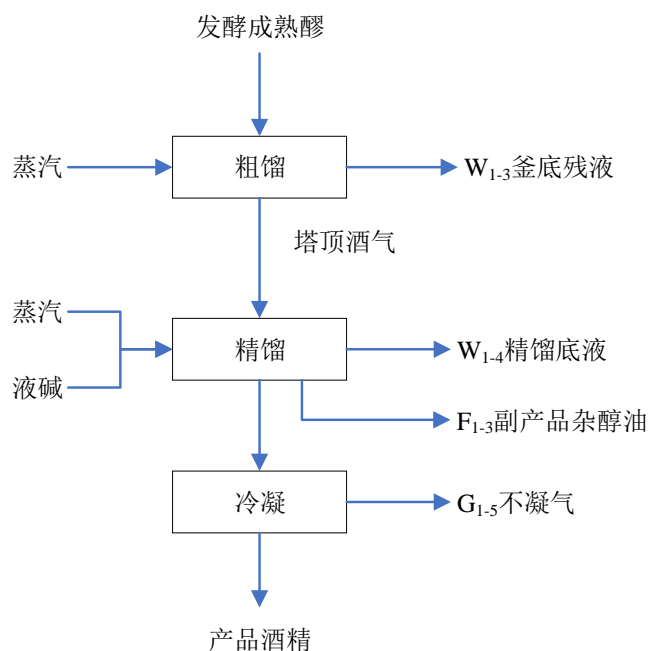 发酵成熟醪
蒸汽
粗馏
W1-3釜底残液
塔顶酒气
蒸汽
液碱
精馏
W1-4精馏底液
F1-3副产品杂醇油
冷凝
G1-5不凝气
产品酒精